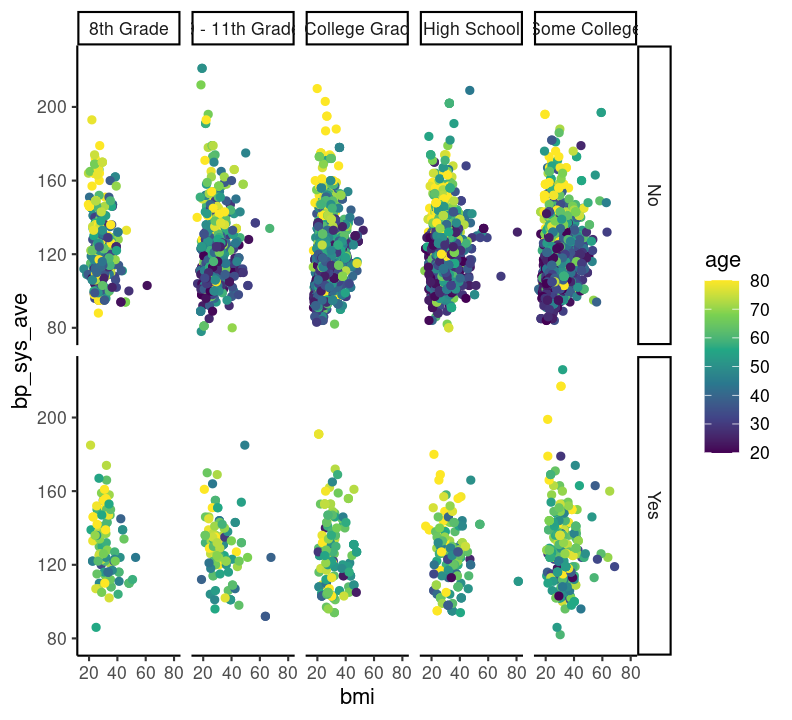 8th Grade
- 11th Grade
College Grad
High School
Some College
200
160
120
80
No
200
160
120
80
Yes
bp_sys_ave
20 40 60 80
20 40 60 80
20 40 60 80
20 40 60 80
20 40 60 80
bmi
age
80
70
60
50
40
30
20